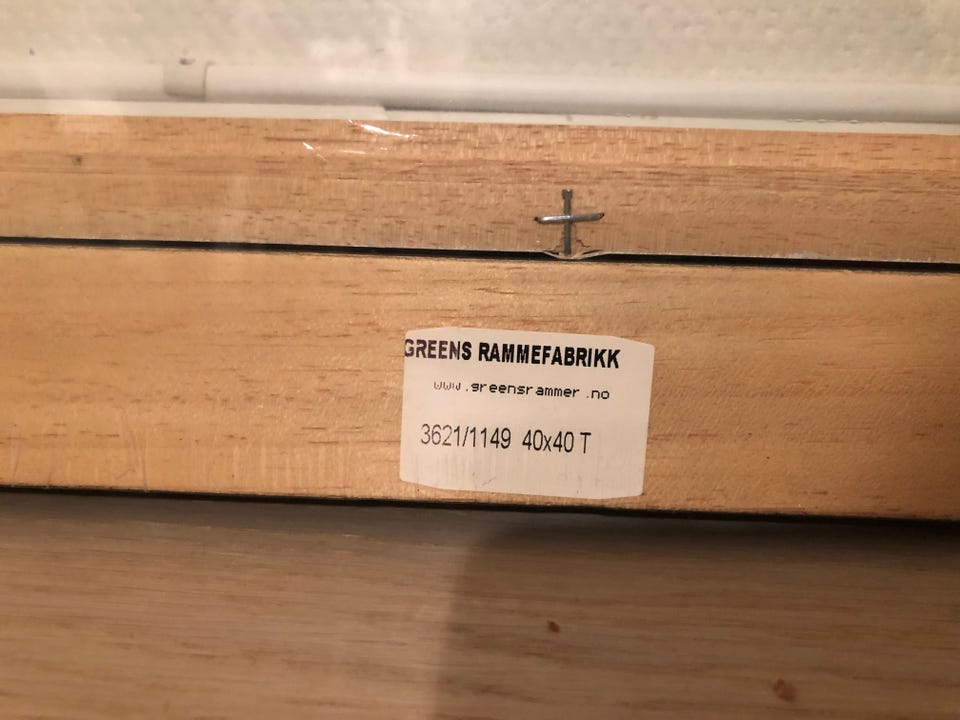 GREENS RAMMEFABRIKK
www.greensrammer.no
3621/1149 40x40 T